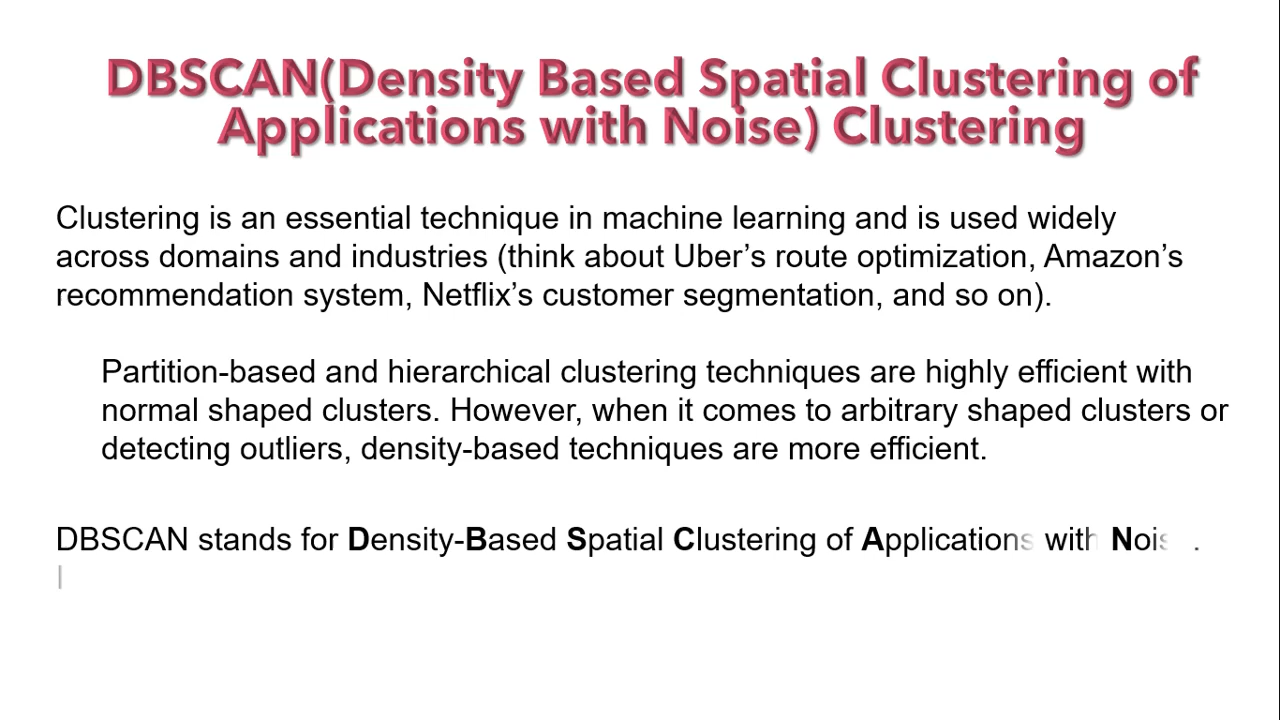 DBSCAN(Density Based Spatial Clustering of
Applications with Noise) Clustering
Clustering is an essential technique in machine learning and is used widely
across domains and industries (think about Uber’s route optimization, Amazon’s
recommendation system, Netflix’s customer segmentation, and so on).
Partition-based and hierarchical clustering techniques are highly efficient with
normal shaped clusters. However, when it comes to arbitrary shaped clusters or
detecting outliers, density-based techniques are more efficient.
DBSCAN stands for Density-Based Spatial Clustering of Applications with Nois .